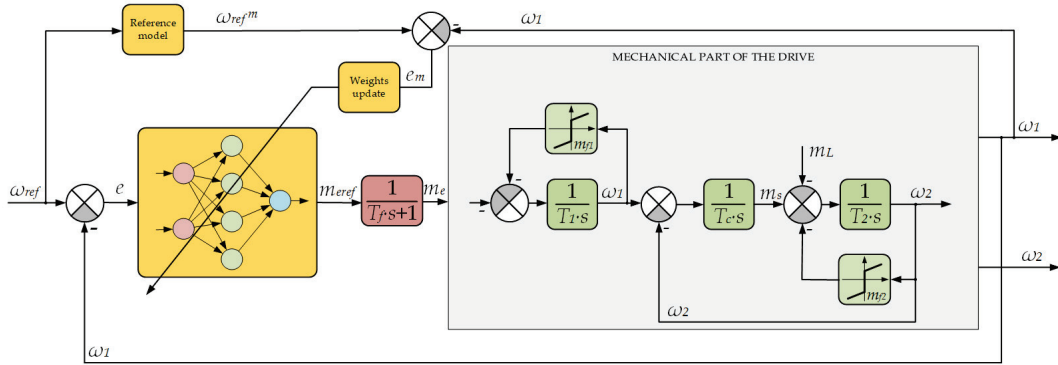 Reference
model
ωref^m
-
ω1
MECHANICAL PART OF THE DRIVE
Weights
update
em
mf1
ω1
mL
ωref
e
meref
1
Tf·s+1
me
-
-
1
T1·s
ω1
1
Tc·s
ms
-
1
T2·s
ω2
-
-
-
mf2
ω2
ω2
ω1